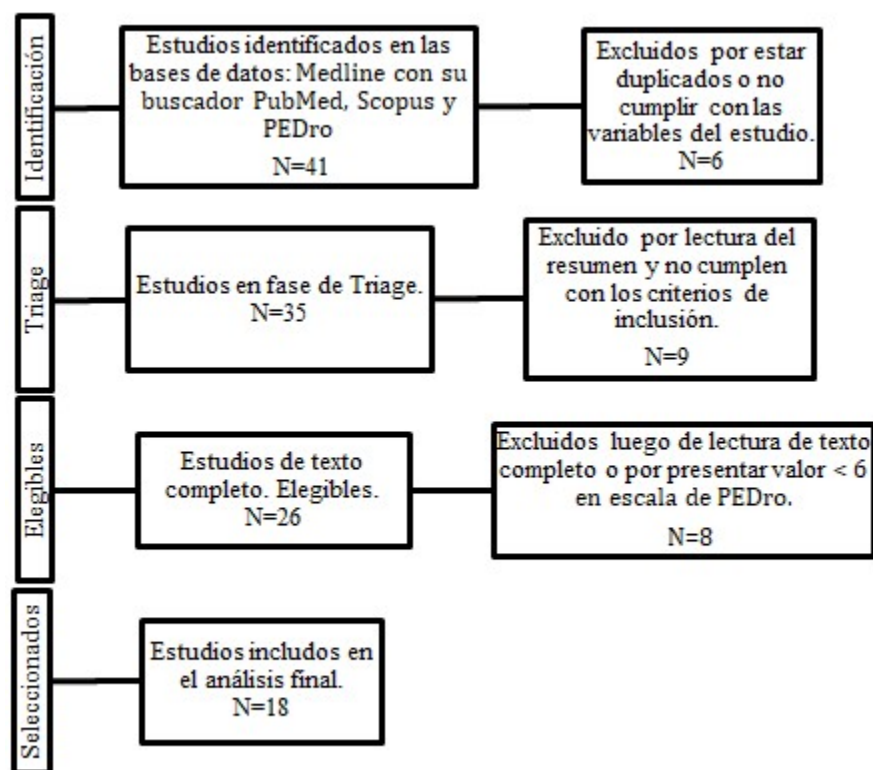 Identificación
Estudios identificados en las
bases de datos: Medline con su
buscador PubMed, Scopus y
PEDro
N=41
Excluidos por estar
duplicados o no
cumplir con las
variables del estudio.
N=6
Triage
Estudios en fase de Triage.
N=35
Excluido por lectura del
resumen y no cumplen
con los criterios de
inclusión.
N=9
Elegibles
Estudios de texto
completo. Elegibles.
N=26
Excluidos luego de lectura de texto
completo o por presentar valor < 6
en escala de PEDro.
N=8
Seleccionados
Estudios includos en
el análisis final.
N=18